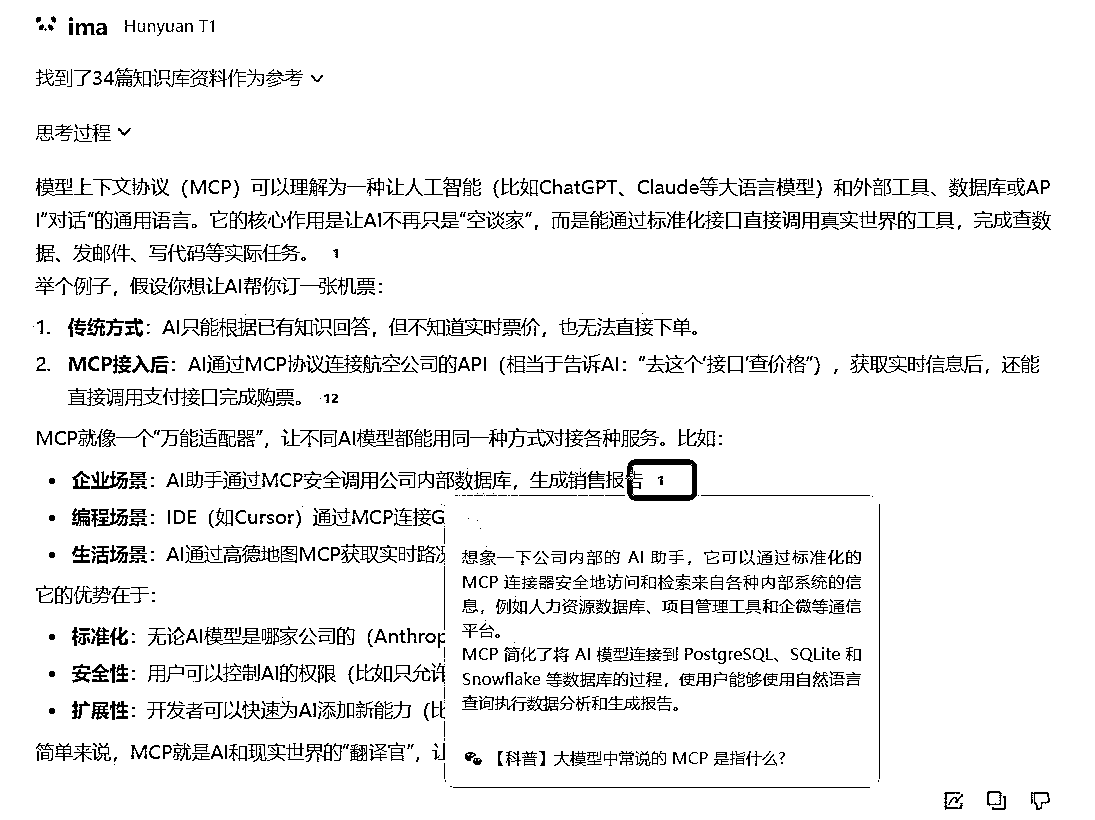 ima Hunyuan T1
找到了34篇知识库资料作为参考
思考过程
模型上下文协议（MCP）可以理解为一种让人工智能（比如ChatGPT、Claude等大语言模型）和外部工具、数据库或AP
I“对话”的通用语言。它的核心作用是让AI不再只是“空谈家”，而是能通过标准化接口直接调用真实世界的工具，完成查数
据、发邮件、写代码等实际任务。 1
举个例子，假设你想让AI帮你订一张机票：
1. 传统方式：AI只能根据已有知识回答，但不知道实时票价，也无法直接下单。
2. MCP接入后：AI通过MCP协议连接航空公司的API（相当于告诉AI：“去这个‘接口’查价格”），获取实时信息后，还能
直接调用支付接口完成购票。 12
MCP就像一个“万能适配器”，让不同AI模型都能用同一种方式对接各种服务。比如：
• 企业场景：AI助手通过MCP安全调用公司内部数据库，生成销售报告 1
• 编程场景：IDE（如Cursor）通过MCP连接G
• 生活场景：AI通过高德地图MCP获取实时路况
它的优势在于：
• 标准化：无论AI模型是哪家公司的（Anthrop
• 安全性：用户可以控制AI的权限（比如只允许
• 扩展性：开发者可以快速为AI添加新能力（比
简单来说，MCP就是AI和现实世界的“翻译官”，让
想象一下公司内部的 AI 助手，它可以通过标准化的
MCP 连接器安全地访问和检索来自各种内部系统的信
息，例如人力资源数据库、项目管理工具和企微等通信
平台。
MCP 简化了将 AI 模型连接到 PostgreSQL、SQLite 和
Snowflake 等数据库的过程，使用户能够使用自然语言
查询执行数据分析和生成报告。
【科普】大模型中常说的 MCP 是指什么？